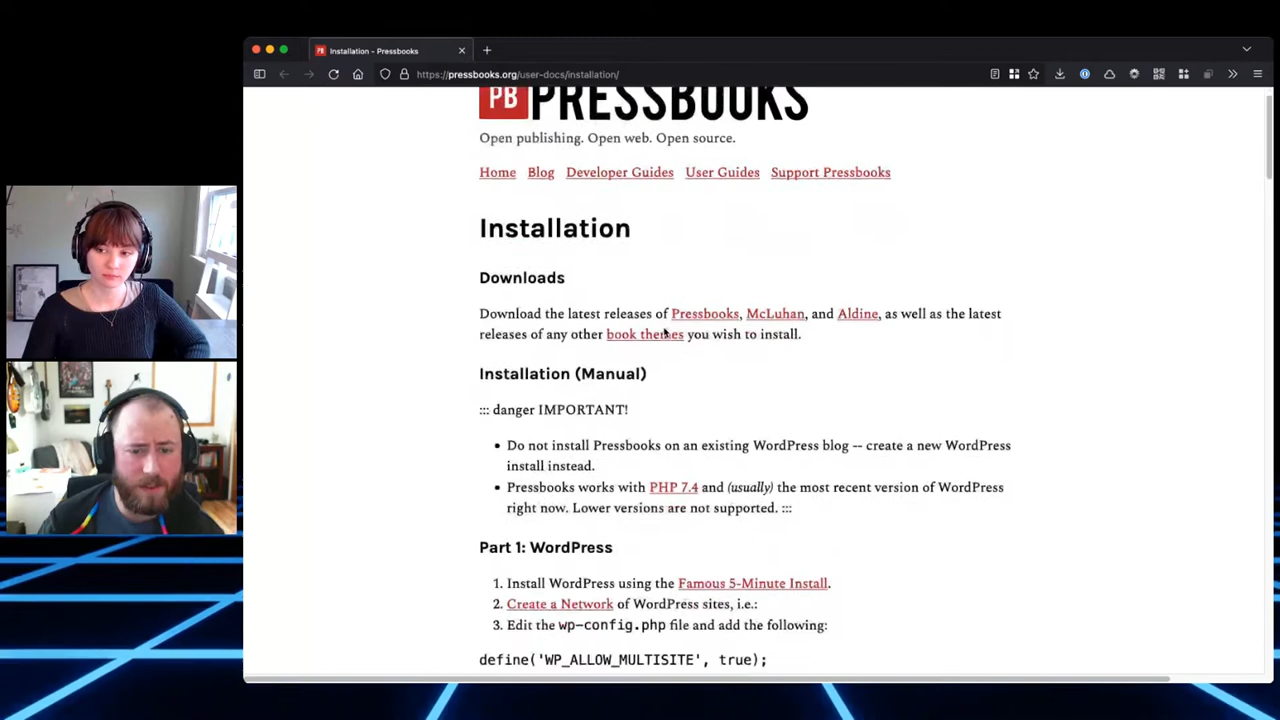 Installation – Pressbooks
https://pressbooks.org/user-docs/installation/
PB PRESSBOOKS
Open publishing. Open web. Open source.
Home Blog Developer Guides User Guides Support Pressbooks
Installation
Downloads
Download the latest releases of Pressbooks, McLuhan, and Aldine, as well as the latest
releases of any other book themes you wish to install.
Installation (Manual)
::: danger IMPORTANT!
• Do not install Pressbooks on an existing WordPress blog -- create a new WordPress
install instead.
• Pressbooks works with PHP 7.4 and (usually) the most recent version of WordPress
right now. Lower versions are not supported. :::
Part 1: WordPress
1. Install WordPress using the Famous 5-Minute Install.
2. Create a Network of WordPress sites, i.e.:
3. Edit the wp-config.php file and add the following:
define('WP_ALLOW_MULTISITE', true);